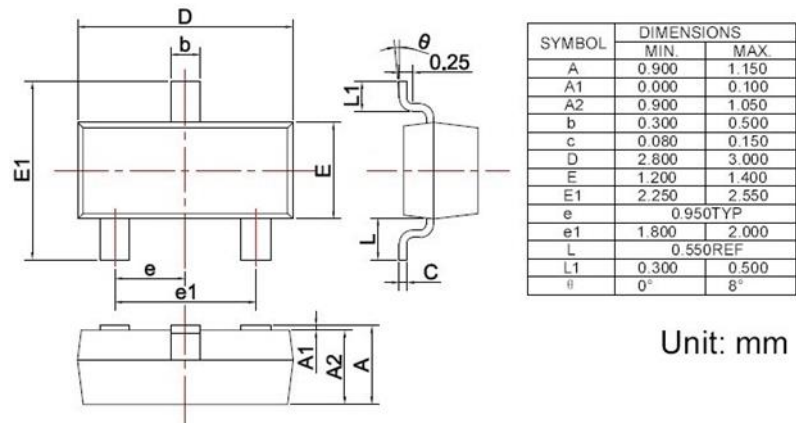 D
b
θ
0.25
L1
E1
E
L
C
e
e1
A1
A2
A
SYMBOL DIMENSIONS
MIN. MAX.
A 0.900 1.150
A1 0.000 0.100
A2 0.900 1.050
b 0.300 0.500
c 0.080 0.150
D 2.800 3.000
E 1.200 1.400
E1 2.250 2.550
e 0.950TYP
e1 1.800 2.000
L 0.550REF
L1 0.300 0.500
θ 0° 8°
Unit: mm